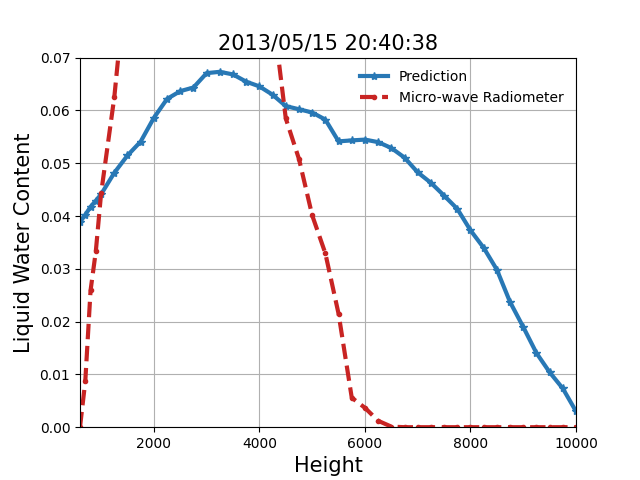 2013/05/15 20:40:38
Prediction
Micro-wave Radiometer
Liquid Water Content
0.07
0.06
0.05
0.04
0.03
0.02
0.01
0.00
2000 4000 6000 8000 10000
Height